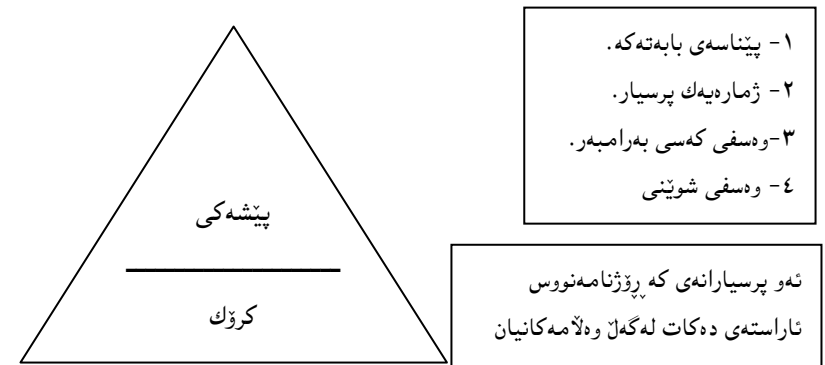 ١- پێناسەی بابەتەکە.
٢- ژمارەیەك پرسیار.
٣-وەسفی کەسی بەرامبەر.
٤- وەسفی شوێنی
پێشەکی
کرۆك
ئەو پرسیارانەی کە ڕۆژنامەنووس
ئاراستەی دەکات لەگەڵ وەڵامەکانیان